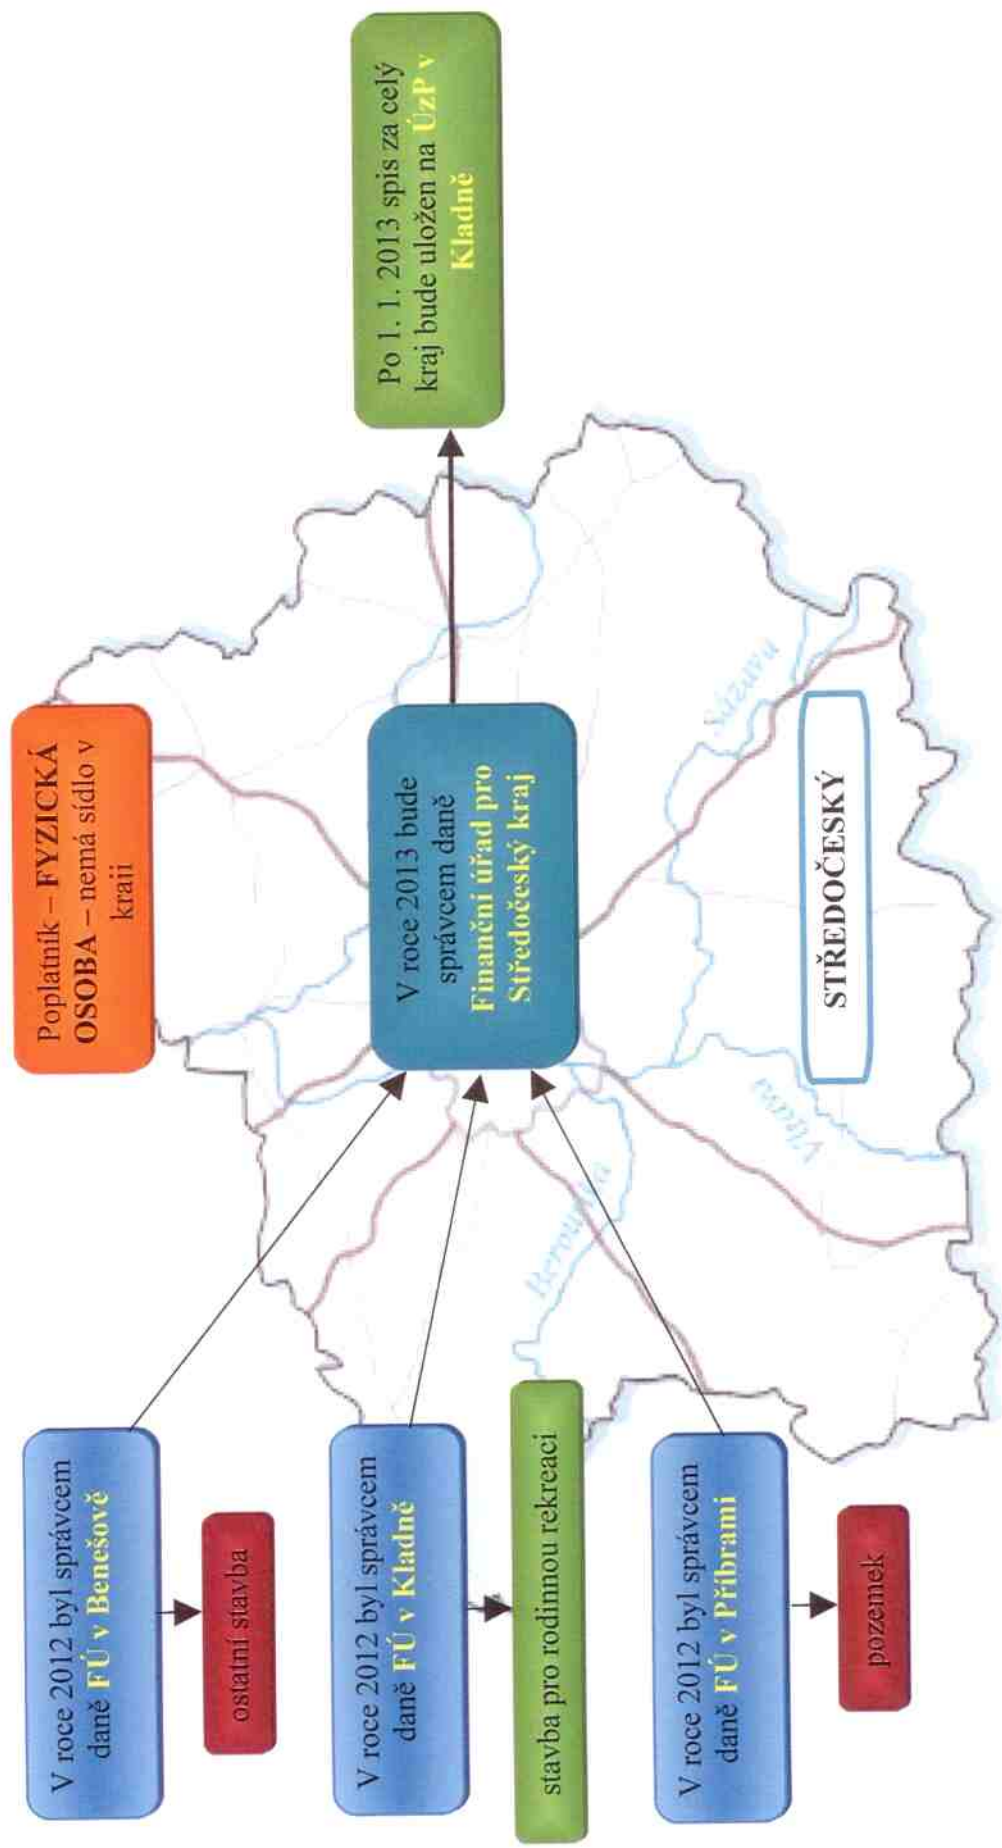 Poplatník – FYZICKÁ
OSOBA – nemá sídlo v
kraii
V roce 2012 byl správcem
daně FÚ v Benešově
ostatní stavba
V roce 2012 byl správcem
daně FÚ v Kladně
stavba pro rodinnou rekreaci
V roce 2012 byl správcem
daně FÚ v Příbrami
pozemek
V roce 2013 bude
správcem daně
Finanční úřad pro
Středočeský kraj
Po 1. 1. 2013 spis za celý
kraj bude uložen na ÚzP v
Kladně
Sázava
Vltava
STŘEDOČESKÝ